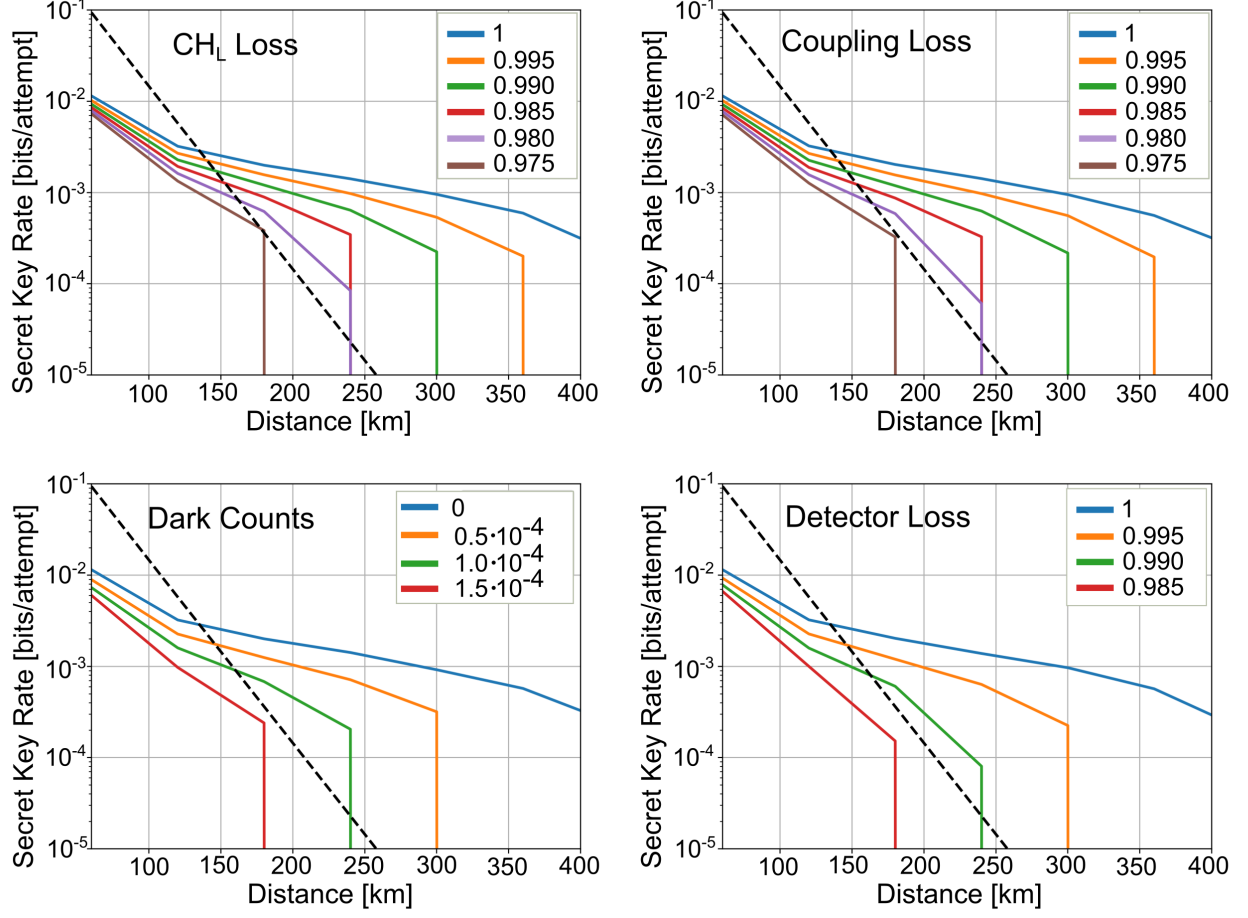 CH_L Loss
1
0.995
0.990
0.985
0.980
0.975
10^-1
10^-2
10^-3
10^-4
10^-5
Secret Key Rate [bits/attempt]
100 150 200 250 300 350 400
Distance [km]
Coupling Loss
1
0.995
0.990
0.985
0.980
0.975
10^-1
10^-2
10^-3
10^-4
10^-5
Secret Key Rate [bits/attempt]
100 150 200 250 300 350 400
Distance [km]
Dark Counts
0
0.5·10^-4
1.0·10^-4
1.5·10^-4
10^-1
10^-2
10^-3
10^-4
10^-5
Secret Key Rate [bits/attempt]
100 150 200 250 300 350 400
Distance [km]
Detector Loss
1
0.995
0.990
0.985
10^-1
10^-2
10^-3
10^-4
10^-5
Secret Key Rate [bits/attempt]
100 150 200 250 300 350 400
Distance [km]